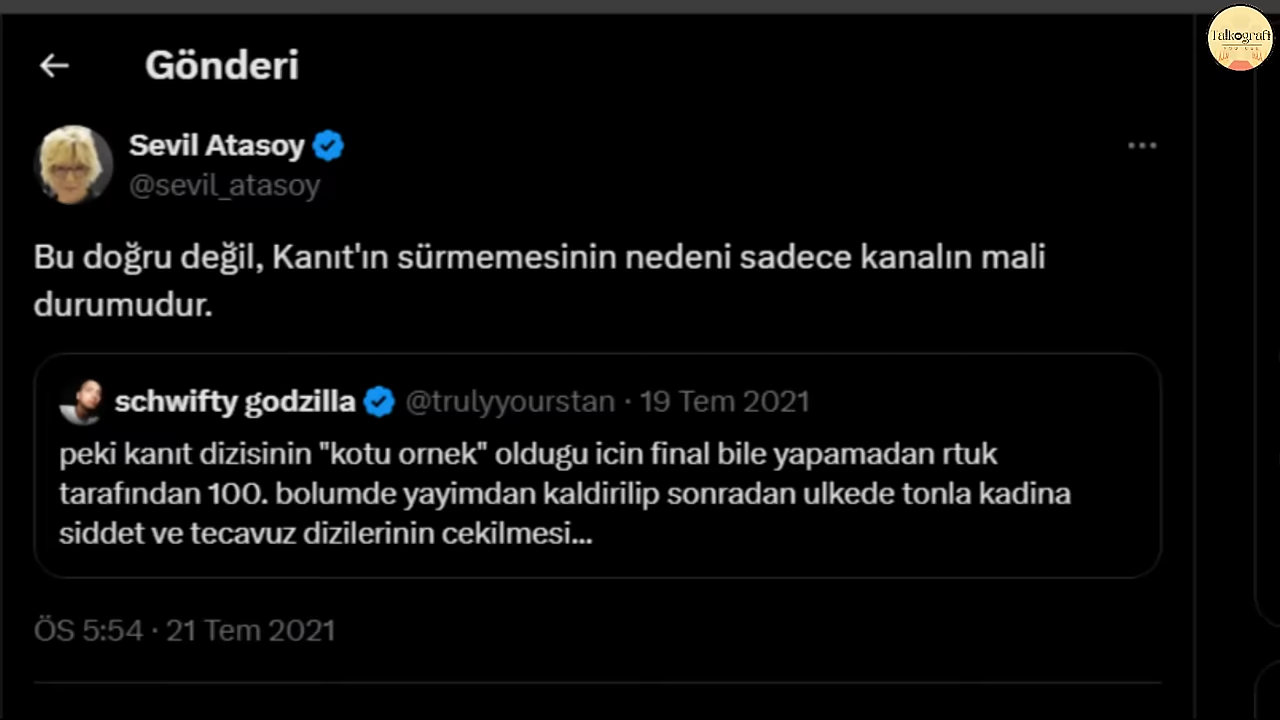 Talkografi
Gönderi
Sevil Atasoy
@sevil_atasoy
Bu doğru değil, Kanıt'ın sürmemesinin nedeni sadece kanalın mali
durumudur.
schwifty godzilla @trulyyourstan · 19 Tem 2021
peki kanıt dizisinin "kotu ornek" oldugu icin final bile yapamadan rtuk
tarafından 100. bolumde yayimdan kaldirilip sonradan ulkede tonla kadina
siddet ve tecavuz dizilerinin cekilmesi...
ÖS 5:54 · 21 Tem 2021